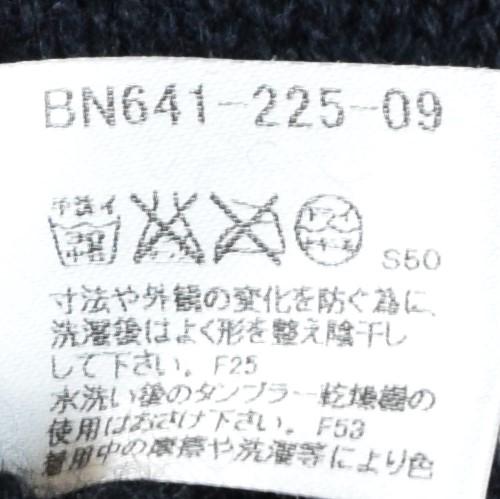 BN641-225-09
手洗イ
30
中性
ドライ
セキユ系
S50
寸法や外観の変化を防ぐ為に、
洗濯後はよく形を整え陰干し
して下さい。F25
水洗い後のタンブラー乾燥機の
使用はおさけ下さい。F53
着用中の摩擦や洗濯等により色